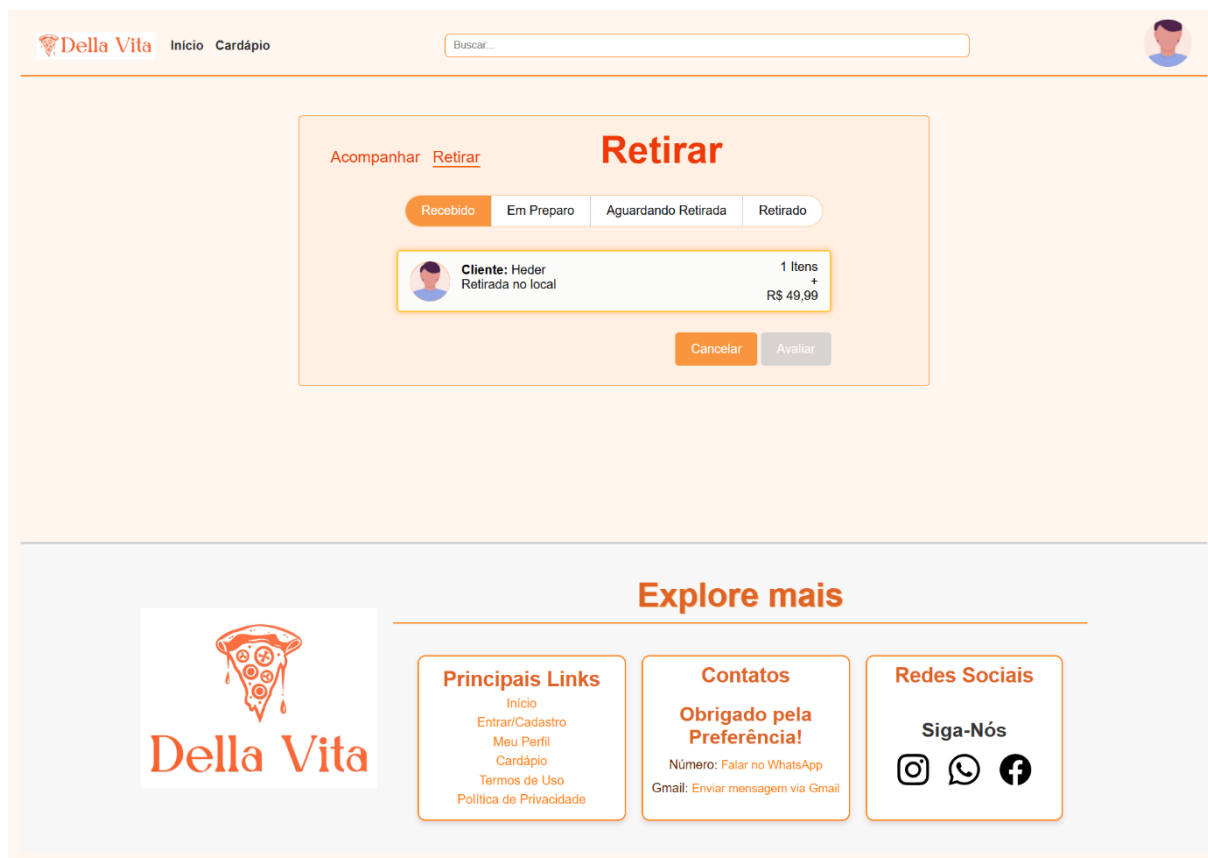 Della Vita Início Cardápio Buscar...
Acompanhar Retirar
Retirar
Recebido Em Preparo Aguardando Retirada Retirado
Cliente: Heder
Retirada no local
1 Itens
+
R$ 49,99
Cancelar Avaliar
Explore mais
Della Vita
Principais Links
Início
Entrar/Cadastro
Meu Perfil
Cardápio
Termos de Uso
Política de Privacidade
Contatos
Obrigado pela
Preferência!
Número: Falar no WhatsApp
Gmail: Enviar mensagem via Gmail
Redes Sociais
Siga-Nós